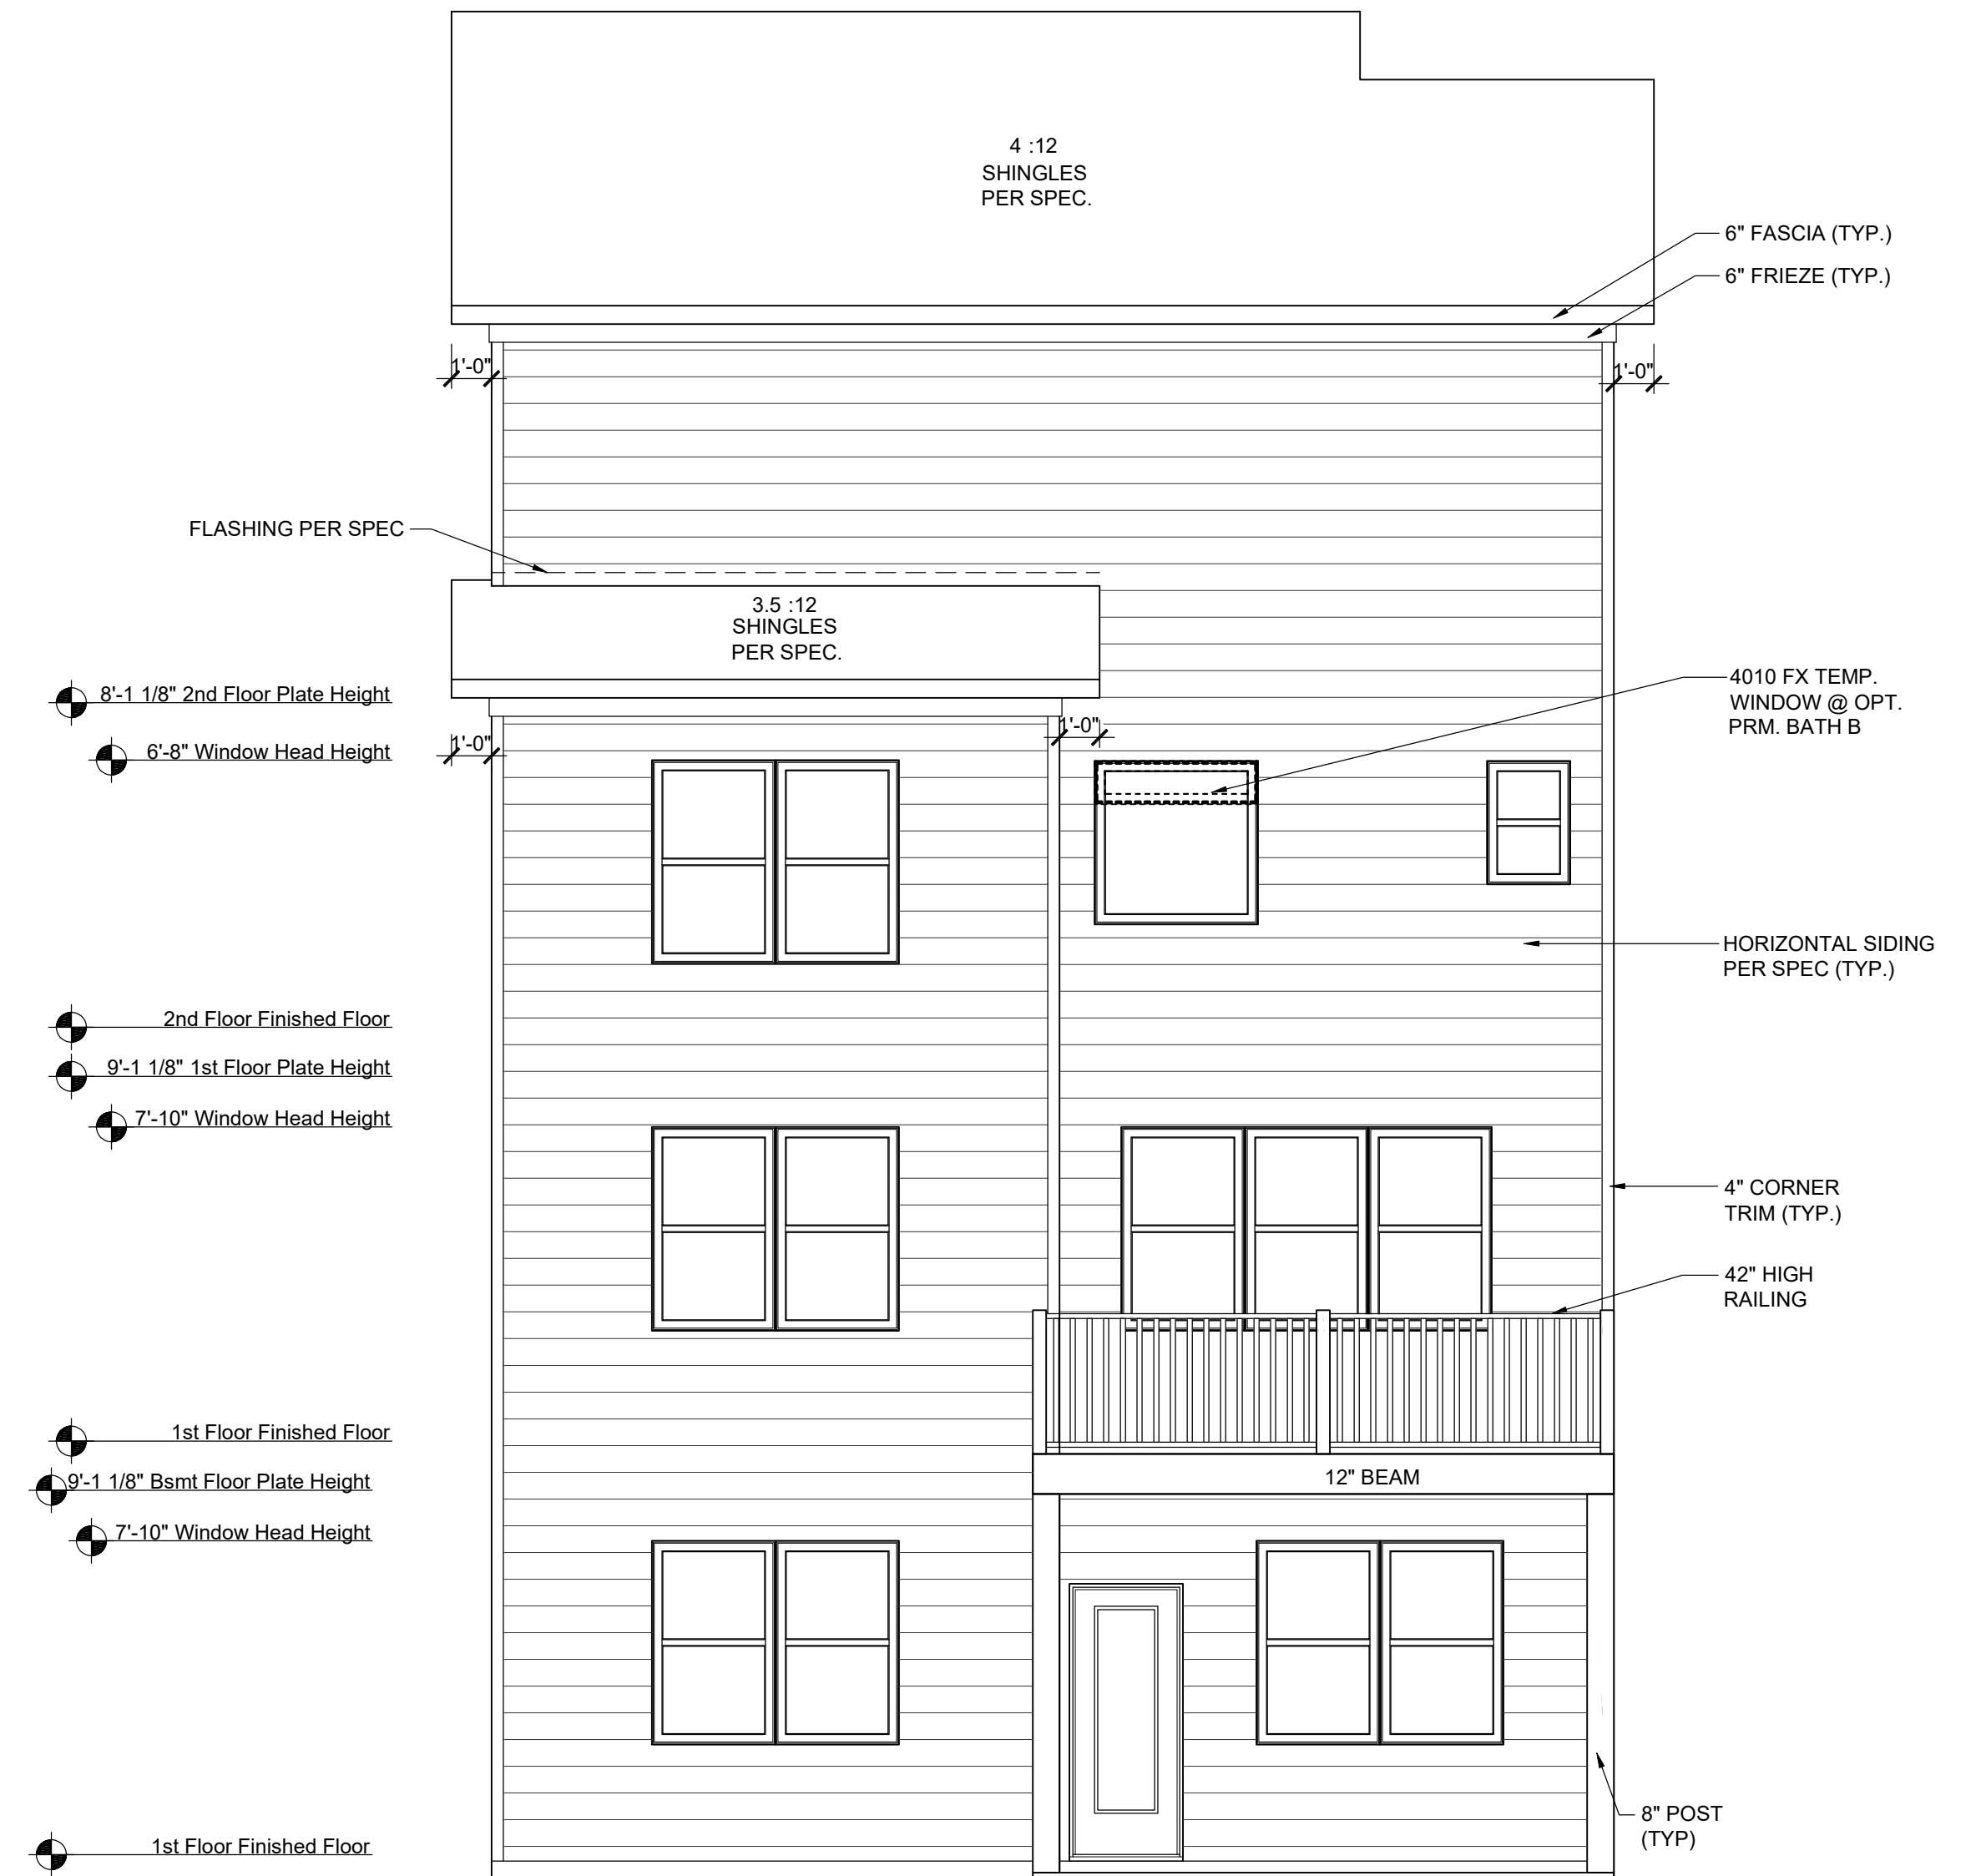 4 :12
SHINGLES
PER SPEC.
6" FASCIA (TYP.)
6" FRIEZE (TYP.)
1'-0"
1'-0"
FLASHING PER SPEC
3.5 :12
SHINGLES
PER SPEC.
8'-1 1/8" 2nd Floor Plate Height
6'-8" Window Head Height
1'-0"
1'-0"
4010 FX TEMP.
WINDOW @ OPT.
PRM. BATH B
HORIZONTAL SIDING
PER SPEC (TYP.)
2nd Floor Finished Floor
9'-1 1/8" 1st Floor Plate Height
7'-10" Window Head Height
4" CORNER
TRIM (TYP.)
42" HIGH
RAILING
1st Floor Finished Floor
9'-1 1/8" Bsmt Floor Plate Height
12" BEAM
7'-10" Window Head Height
8" POST
(TYP)
1st Floor Finished Floor